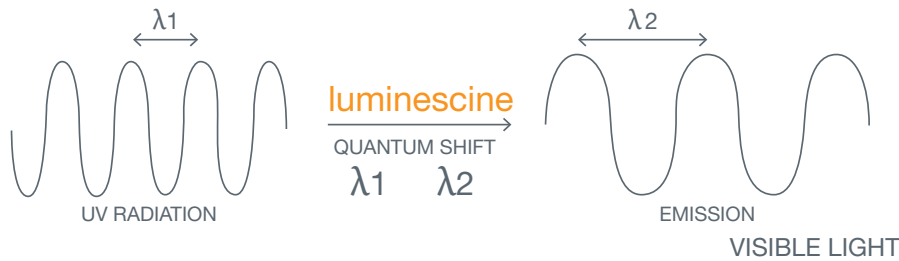 λ1
λ2
luminescine
QUANTUM SHIFT
λ1 λ2
UV RADIATION
EMISSION
VISIBLE LIGHT